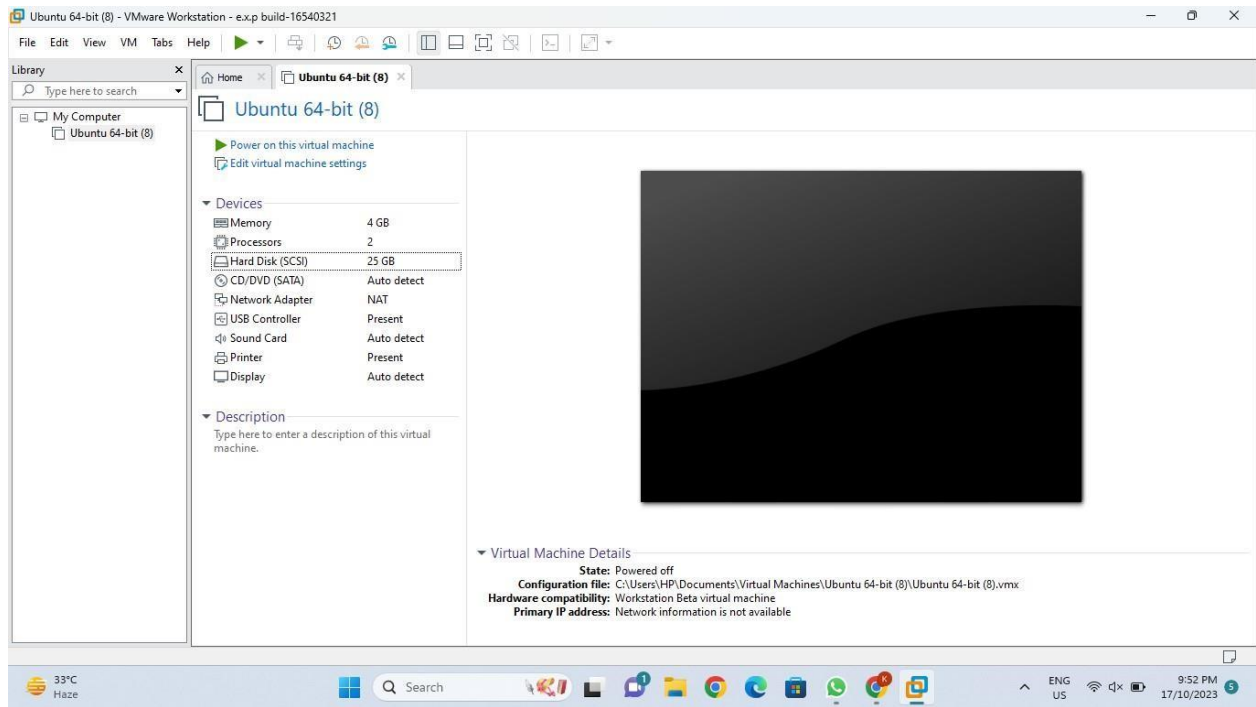 Ubuntu 64-bit (8) - VMware Workstation - e.x.p build-16540321
File Edit View VM Tabs Help
Library
Type here to search
My Computer
Ubuntu 64-bit (8)
Home
Ubuntu 64-bit (8)
Ubuntu 64-bit (8)
Power on this virtual machine
Edit virtual machine settings
Devices
Memory 4 GB
Processors 2
Hard Disk (SCSI) 25 GB
CD/DVD (SATA) Auto detect
Network Adapter NAT
USB Controller Present
Sound Card Auto detect
Printer Present
Display Auto detect
Description
Type here to enter a description of this virtual
machine.
Virtual Machine Details
State: Powered off
Configuration file: C:\Users\HP\Documents\Virtual Machines\Ubuntu 64-bit (8)\Ubuntu 64-bit (8).vmx
Hardware compatibility: Workstation Beta virtual machine
Primary IP address: Network information is not available
33°C
Haze
Search
1
K
ENG
US
9:52 PM
17/10/2023
5